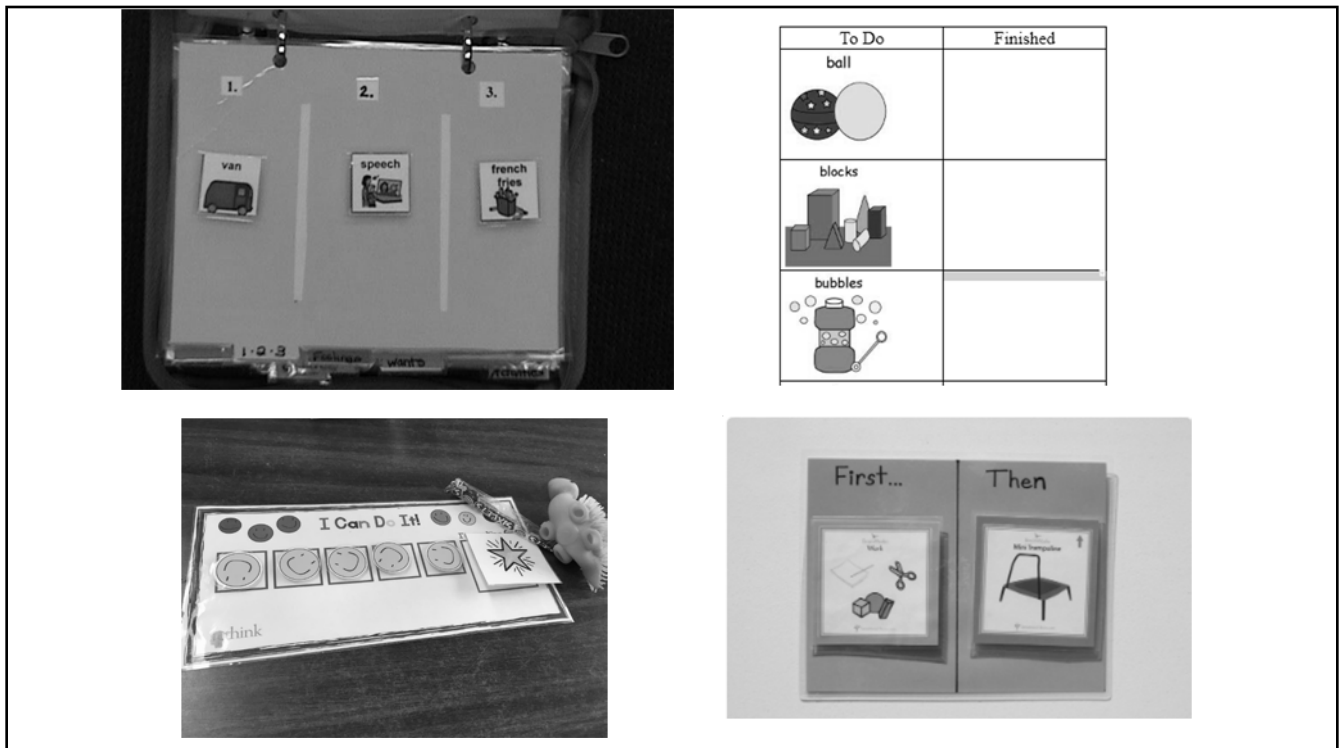 1. 2. 3.
van
speech
french
fries
1-2-3
wants
To Do Finished
ball
blocks
bubbles
I Can Do It!
think
First... Then
Work
Mini trampoline